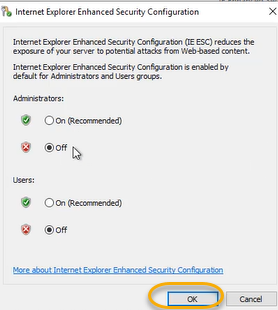 Internet Explorer Enhanced Security Configuration
Internet Explorer Enhanced Security Configuration (IE ESC) reduces the
exposure of your server to potential attacks from Web-based content.
Internet Explorer Enhanced Security Configuration is enabled by
default for Administrators and Users groups.
Administrators:
On (Recommended)
Off
Users:
On (Recommended)
Off
More about Internet Explorer Enhanced Security Configuration
OK
Cancel